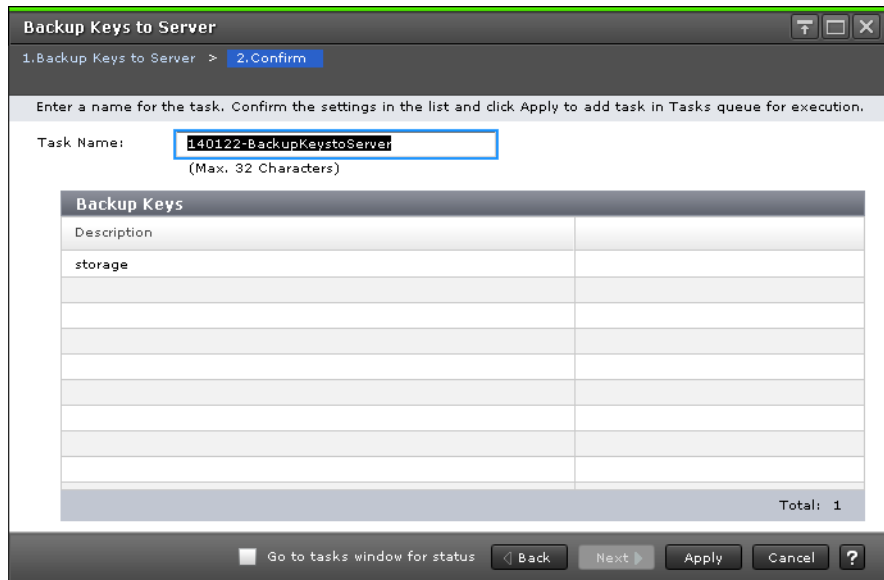 Backup Keys to Server
1.Backup Keys to Server > 2.Confirm
Enter a name for the task. Confirm the settings in the list and click Apply to add task in Tasks queue for execution.
Task Name: 140122-BackupKeystoServer
(Max. 32 Characters)
Backup Keys
Description
storage
Total: 1
Go to tasks window for status Back Next Apply Cancel ?